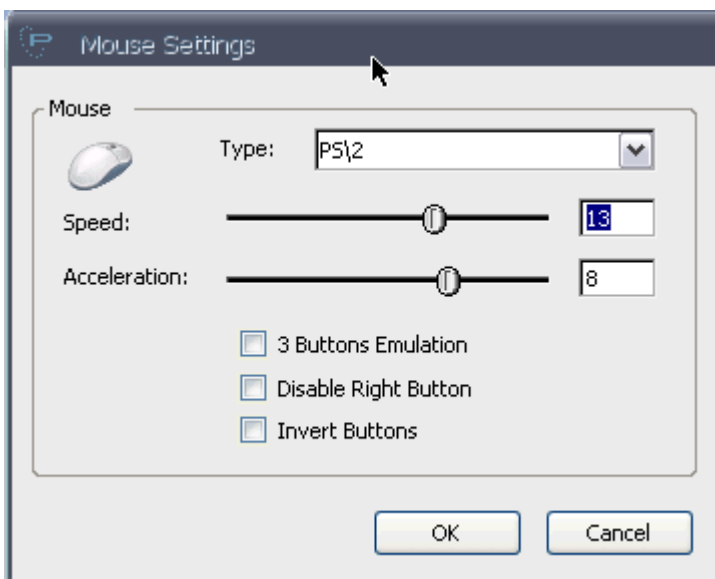 Mouse Settings
Mouse
Type: PS\2
Speed: 13
Acceleration: 8
3 Buttons Emulation
Disable Right Button
Invert Buttons
OK Cancel